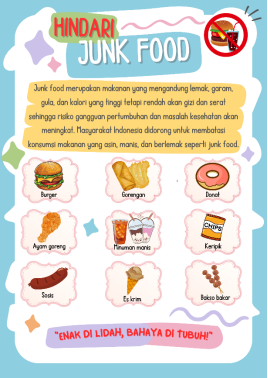 HINDARI
JUNK FOOD
Junk food merupakan makanan yang mengandung lemak, garam,
gula, dan kalori yang tinggi tetapi rendah akan gizi dan serat
sehingga risiko gangguan pertumbuhan dan masalah kesehatan akan
meningkat. Masyarakat Indonesia didorong untuk membatasi
konsumsi makanan yang asin, manis, dan berlemak seperti junk food.
Burger
Gorengan
Donat
CHIPS
Ayam goreng
Minuman manis
Keripik
Sosis
Es krim
Bakso bakar
"ENAK DI LIDAH, BAHAYA DI TUBUH!"